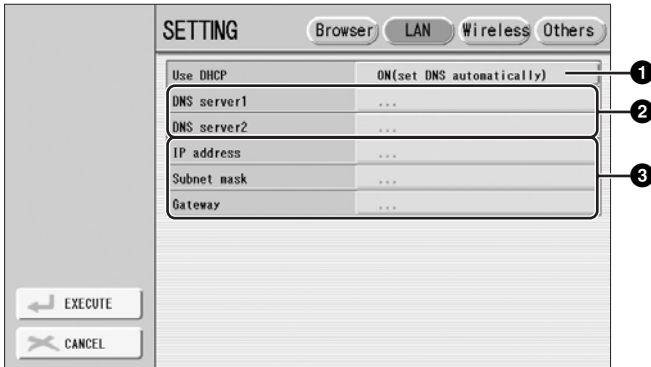 SETTING Browser LAN Wireless Others
Use DHCP ON(set DNS automatically) 1
DNS server1 ... 2
DNS server2 ...
IP address ... 3
Subnet mask ...
Gateway ...
EXECUTE
CANCEL